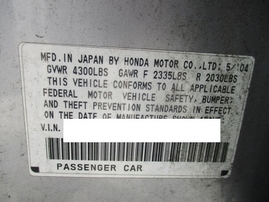 MFD.IN JAPAN BY HONDA MOTOR CO.,LTD: 5/'04
GVWR 4300LBS GAWR F 2335LBS R 2030LBS
THIS VEHICLE CONFORMS TO ALL APPLICABLE
FEDERAL MOTOR VEHICLE SAFETY, BUMPER,
AND THEFT PREVENTION STANDARDS IN EFFECT
ON THE DATE OF MANUFACTURE SHOWN ABOVE.
V.I.N.
PASSENGER CAR